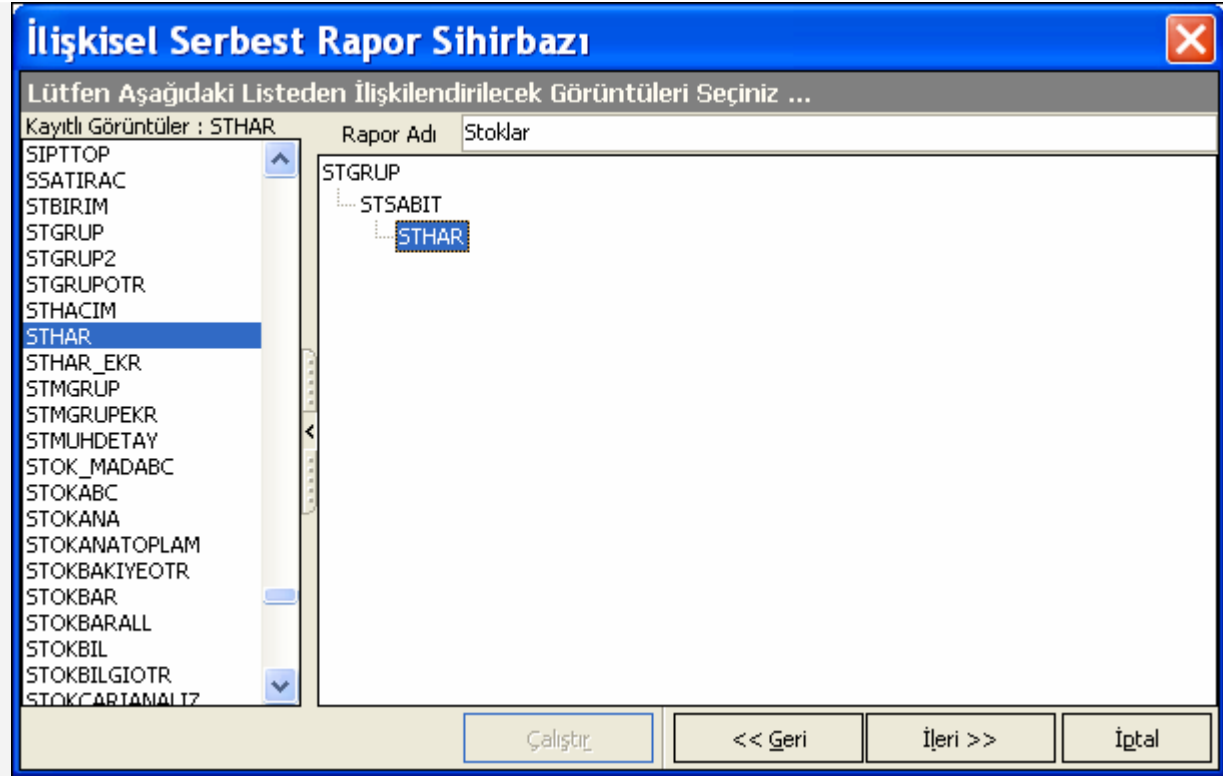 İlişkisel Serbest Rapor Sihirbazı
Lütfen Aşağıdaki Listeden İlişkilendirilecek Görüntüleri Seçiniz ...
Kayıtlı Görüntüler : STHAR
Rapor Adı Stoklar
SIPTTOP
SSATIRAC
STBIRIM
STGRUP
STGRUP2
STGRUPOTR
STHACIM
STHAR
STHAR_EKR
STMGRUP
STMGRUPEKR
STMUHDETAY
STOK_MADABC
STOKABC
STOKANA
STOKANATOPLAM
STOKBAKIYEOTR
STOKBAR
STOKBARALL
STOKBIL
STOKBILGIOTR
STOKCARIANALIZ
STGRUP
STSABIT
STHAR
<
Çalıştır
<< Geri
İleri >>
İptal